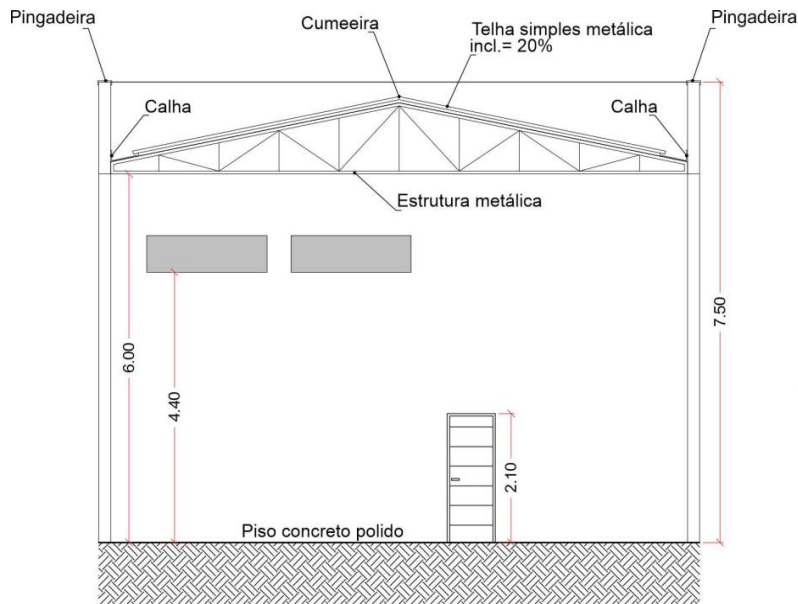 Pingadeira
Cumeeira
Telha simples metálica
incl.= 20%
Pingadeira
Calha
Calha
Estrutura metálica
6.00
4.40
2.10
7.50
Piso concreto polido